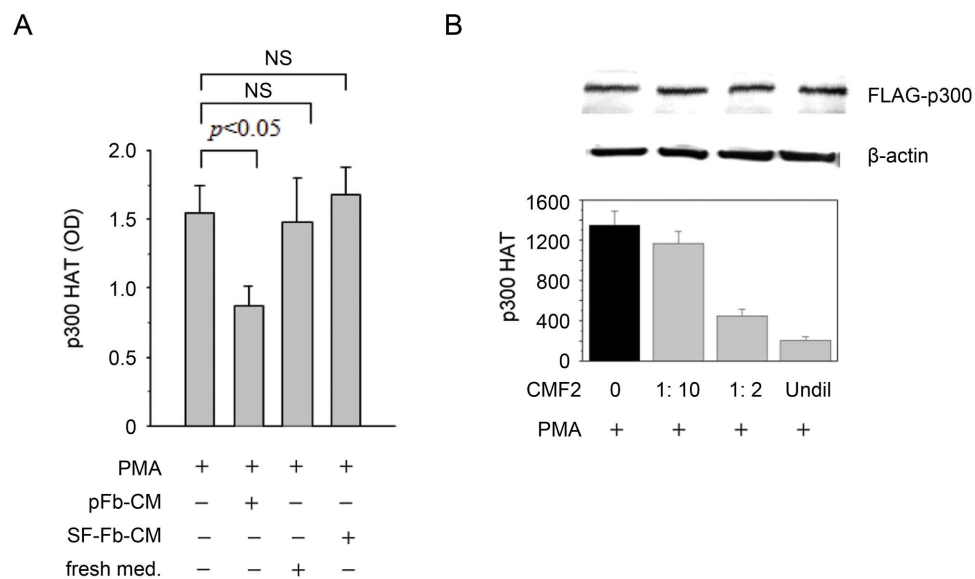 A
NS
NS
p<0.05
2.0
1.5
1.0
0.5
0
p300 HAT (OD)
PMA + + + +
pFb-CM – + – –
SF-Fb-CM – – – +
fresh med. – – + –
B
FLAG-p300
β-actin
1600
1200
800
400
0
p300 HAT
CMF2 0 1: 10 1: 2 Undil
PMA + + + +